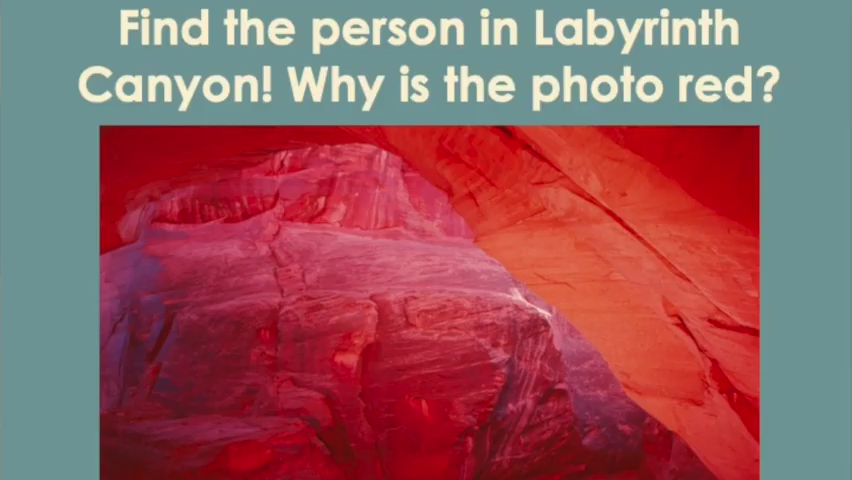 Find the person in Labyrinth
Canyon! Why is the photo red?